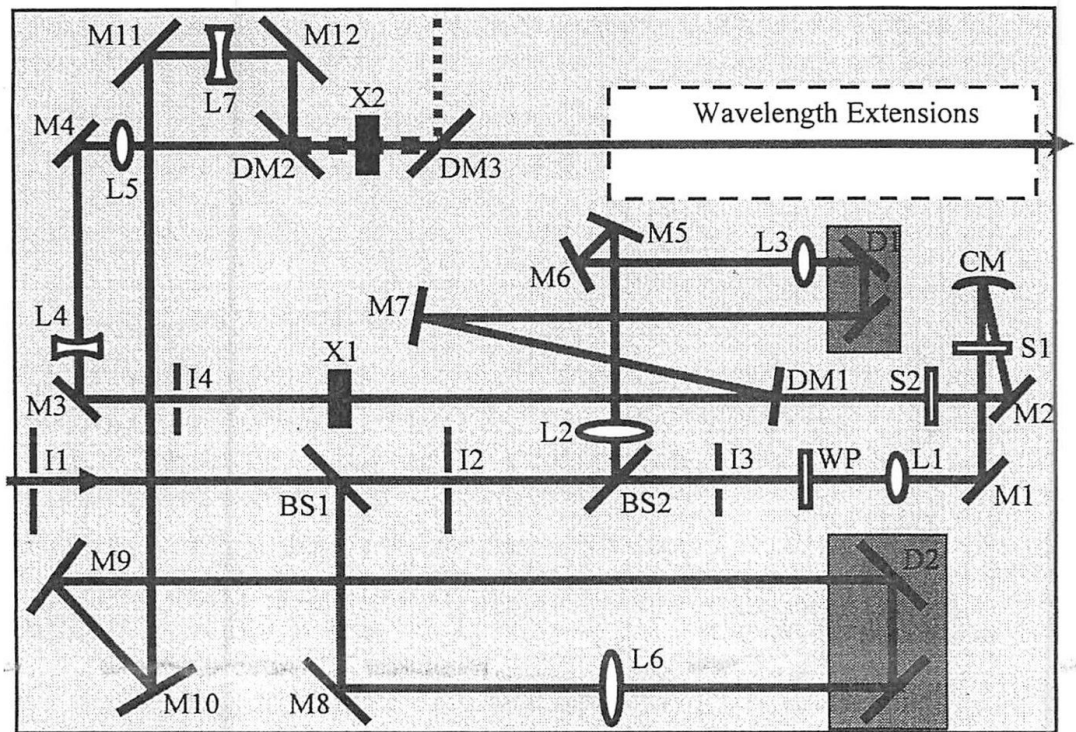 M11
M12
L7
X2
Wavelength Extensions
M4
L5
DM2
DM3
M5
L3
D1
CM
M6
M7
L4
X1
S1
I4
DM1
S2
M3
M2
L2
I1
I2
I3
WP
L1
BS1
BS2
M1
M9
D2
L6
M10
M8